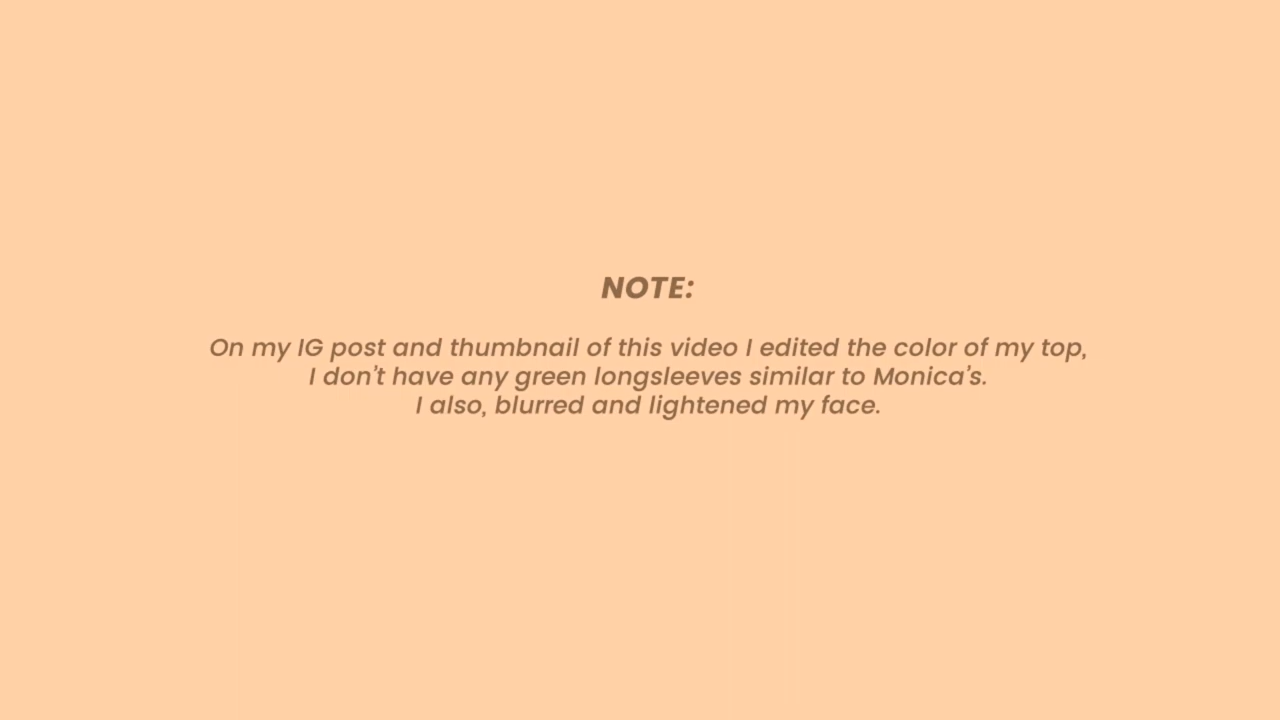 NOTE:
On my IG post and thumbnail of this video I edited the color of my top,
I don't have any green longsleeves similar to Monica's.
I also, blurred and lightened my face.